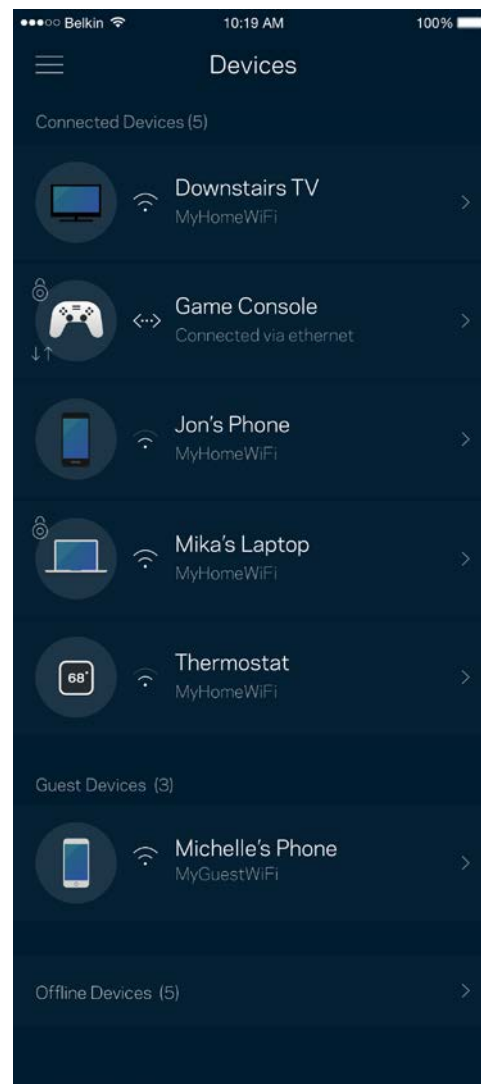 Belkin 10:19 AM 100%
Devices
Connected Devices (5)
Downstairs TV
MyHomeWiFi
Game Console
Connected via ethernet
Jon's Phone
MyHomeWiFi
Mika's Laptop
MyHomeWiFi
68°
Thermostat
MyHomeWiFi
Guest Devices (3)
Michelle's Phone
MyGuestWiFi
Offline Devices (5)